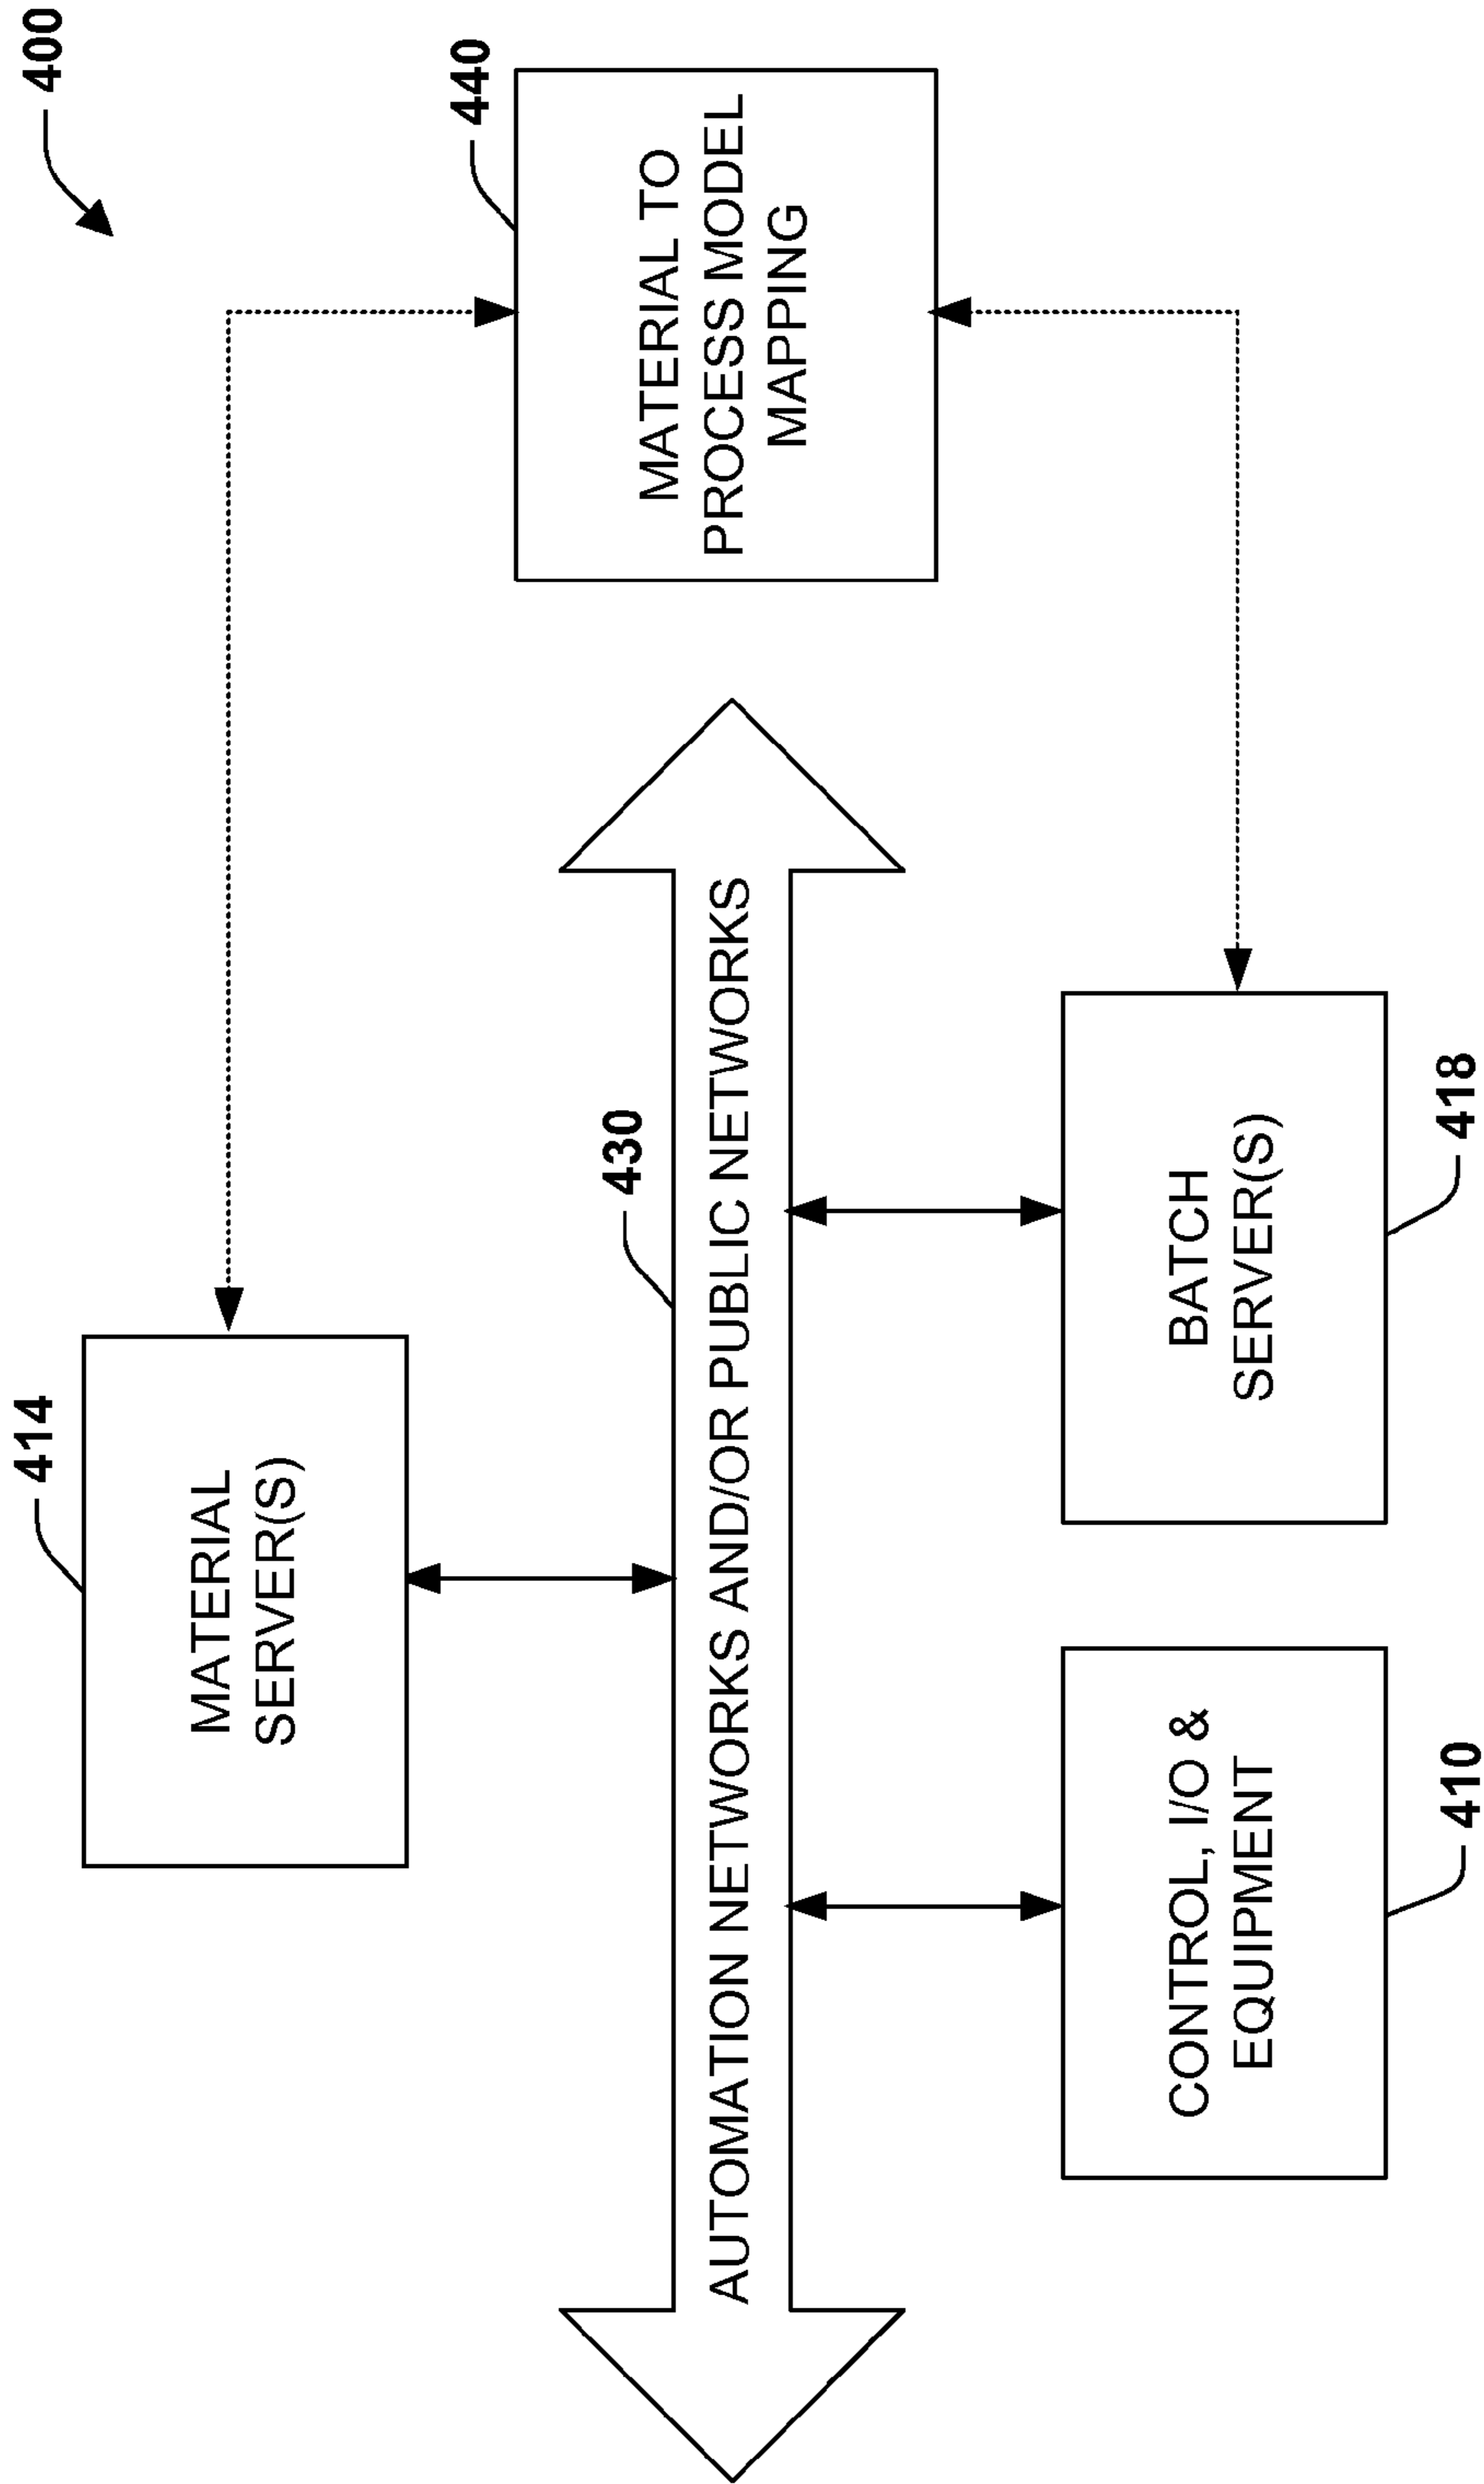 400
414
MATERIAL
SERVER(S)
440
MATERIAL TO
PROCESS MODEL
MAPPING
430
AUTOMATION NETWORKS AND/OR PUBLIC NETWORKS
CONTROL, I/O &
EQUIPMENT
410
BATCH
SERVER(S)
418